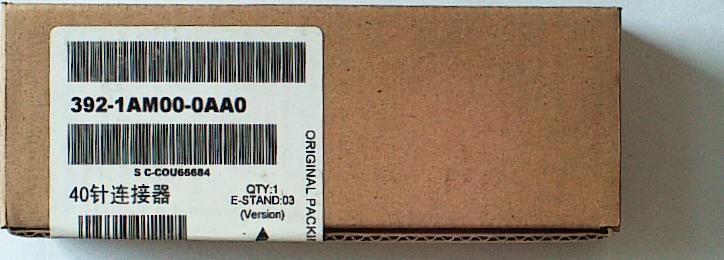 392-1AM00-0AA0
S C-COU66684
40针连接器
QTY:1
E-STAND:03
(Version)
ORIGINAL PACKI